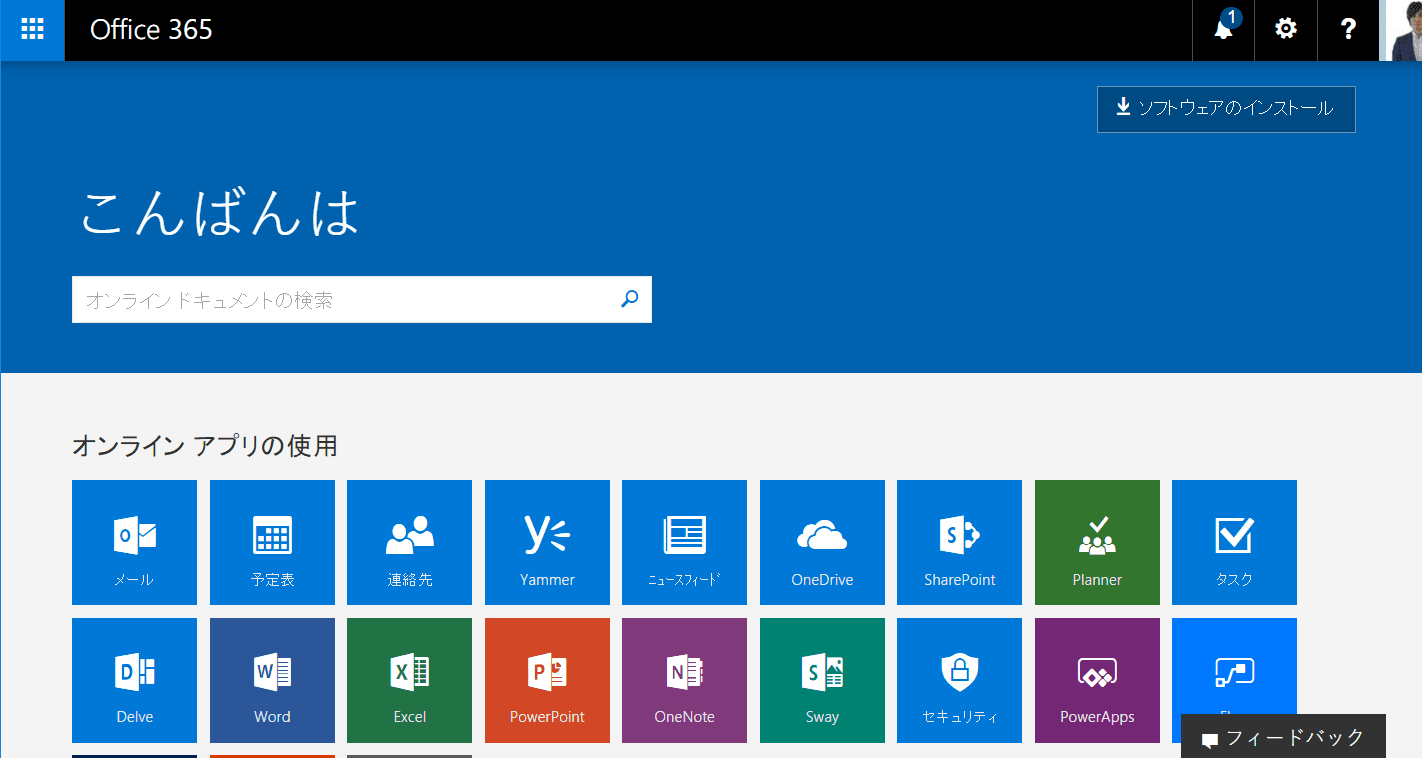 Office 365
1
?
ソフトウェアのインストール
こんばんは
オンライン ドキュメントの検索
オンライン アプリの使用
メール
予定表
連絡先
Yammer
ニュースフィード
OneDrive
SharePoint
Planner
タスク
Delve
Word
Excel
PowerPoint
OneNote
Sway
セキュリティ
PowerApps
フィードバック